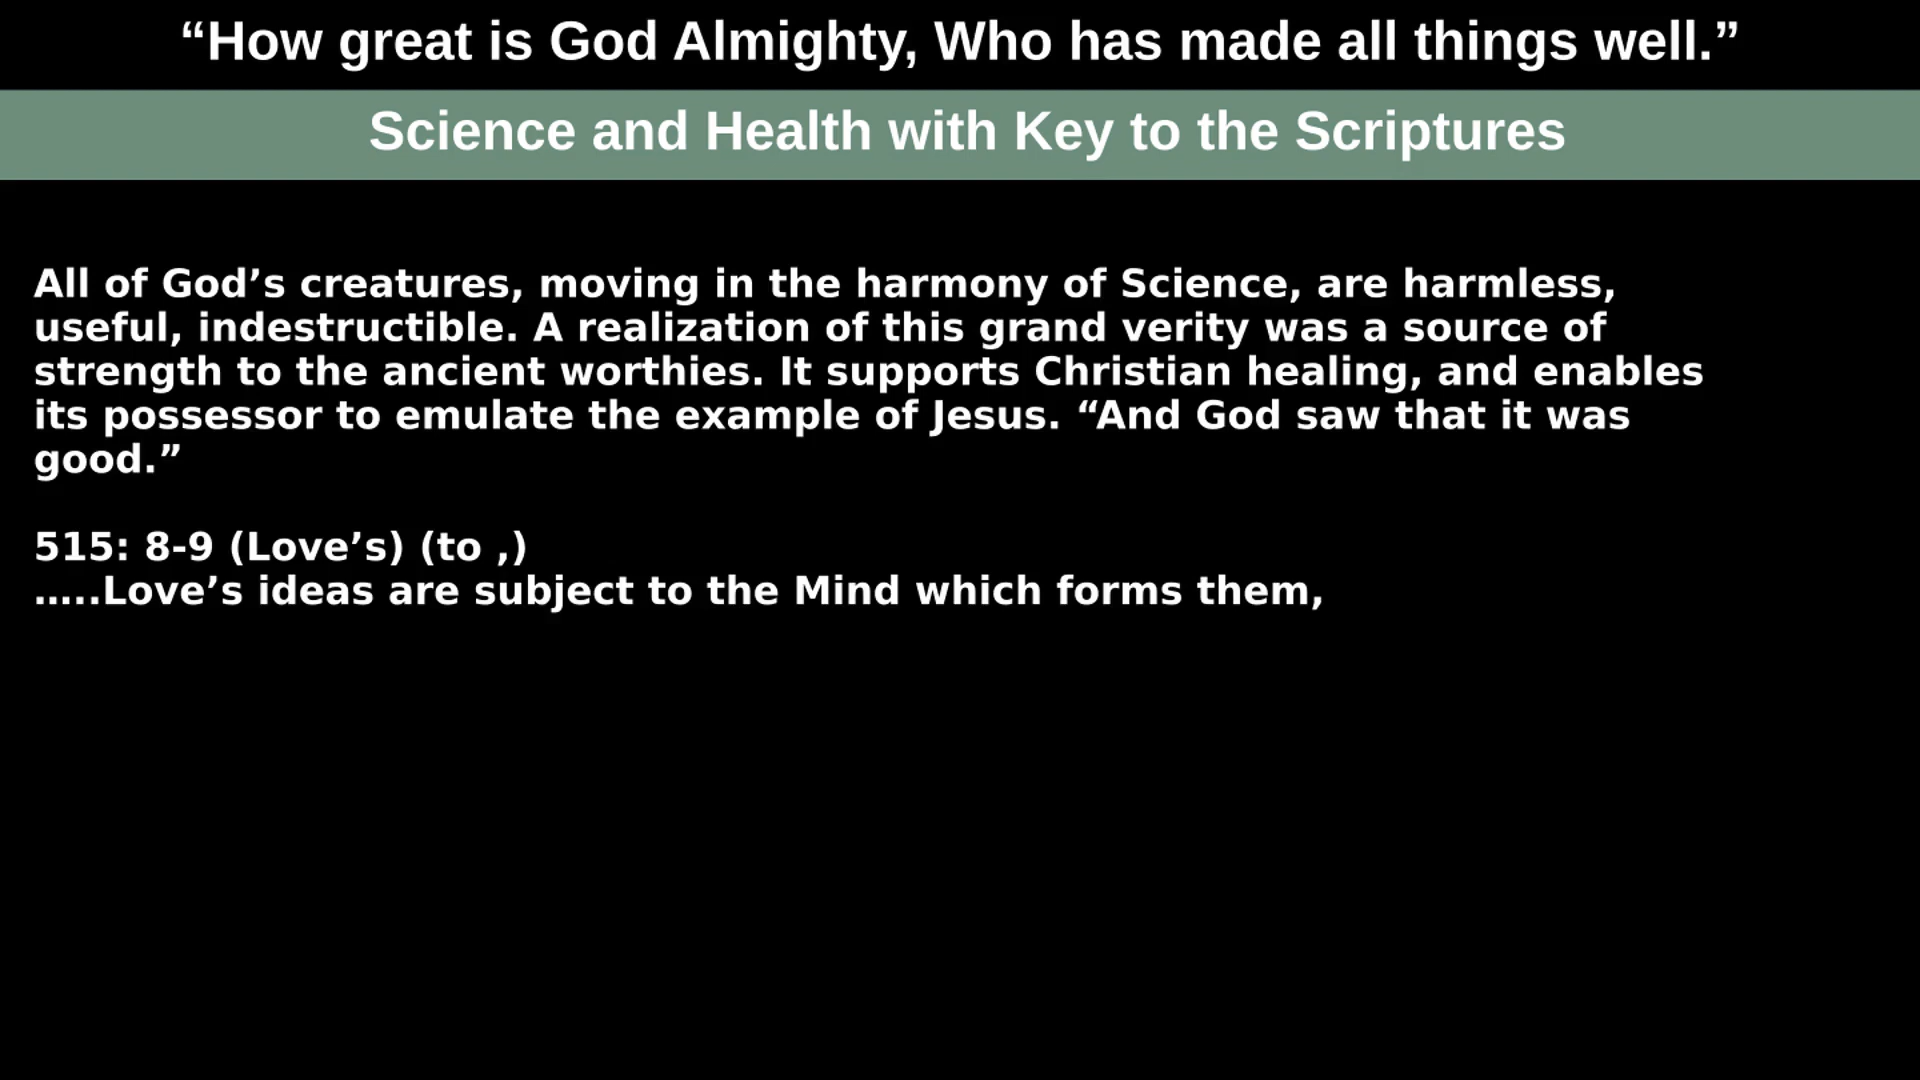 “How great is God Almighty, Who has made all things well.”
Science and Health with Key to the Scriptures
All of God’s creatures, moving in the harmony of Science, are harmless,
useful, indestructible. A realization of this grand verity was a source of
strength to the ancient worthies. It supports Christian healing, and enables
its possessor to emulate the example of Jesus. “And God saw that it was
good.”
515: 8-9 (Love’s) (to ,)
…..Love’s ideas are subject to the Mind which forms them,